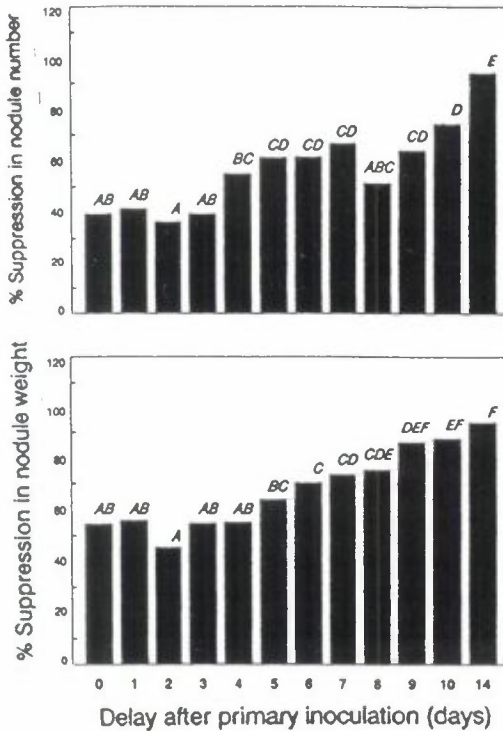 % Suppression in nodule number
120
100
80
60
40
20
0
AB AB A AB BC CD CD CD ABC CD D E
% Suppression in nodule weight
120
100
80
60
40
20
0
AB AB A AB AB BC C CD CDE DEF EF F
0 1 2 3 4 5 6 7 8 9 10 14
Delay after primary inoculation (days)